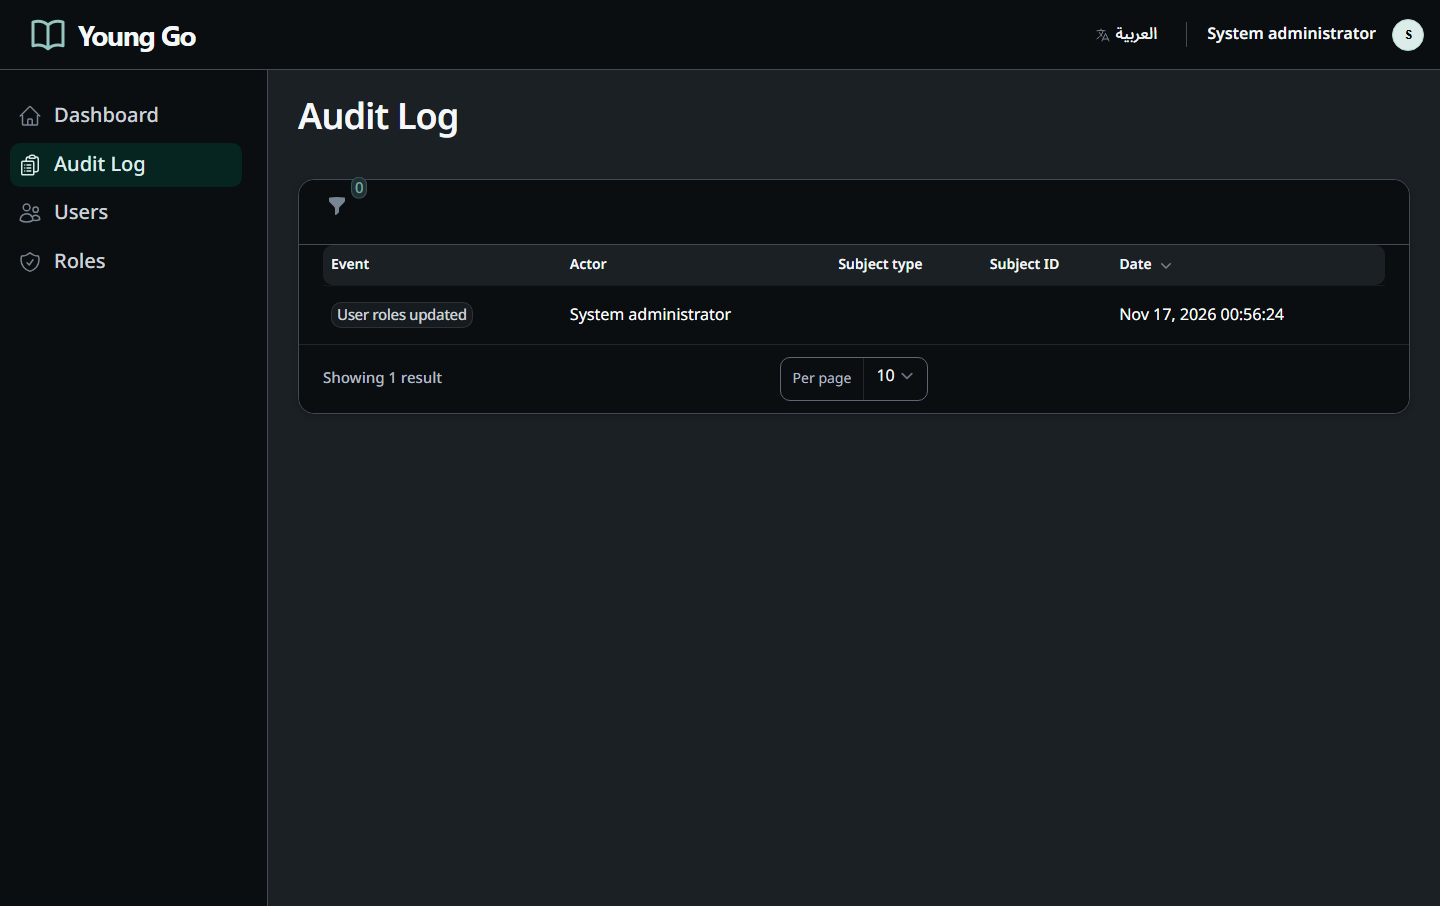 Young Go
العربية
System administrator
S
Dashboard
Audit Log
Users
Roles
Audit Log
0
Event Actor Subject type Subject ID Date
User roles updated System administrator Nov 17, 2026 00:56:24
Showing 1 result
Per page 10